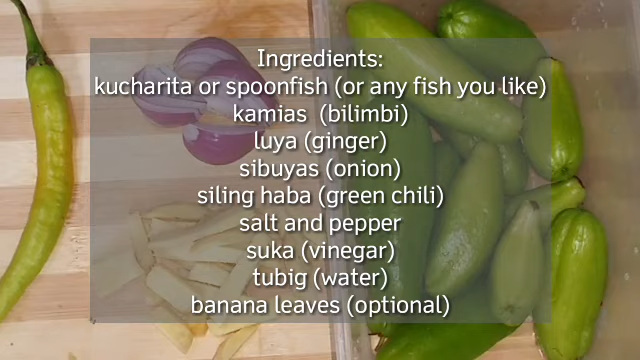 Ingredients:
kucharita or spoonfish (or any fish you like)
kamias (bilimbi)
luya (ginger)
sibuyas (onion)
siling haba (green chili)
salt and pepper
suka (vinegar)
tubig (water)
banana leaves (optional)